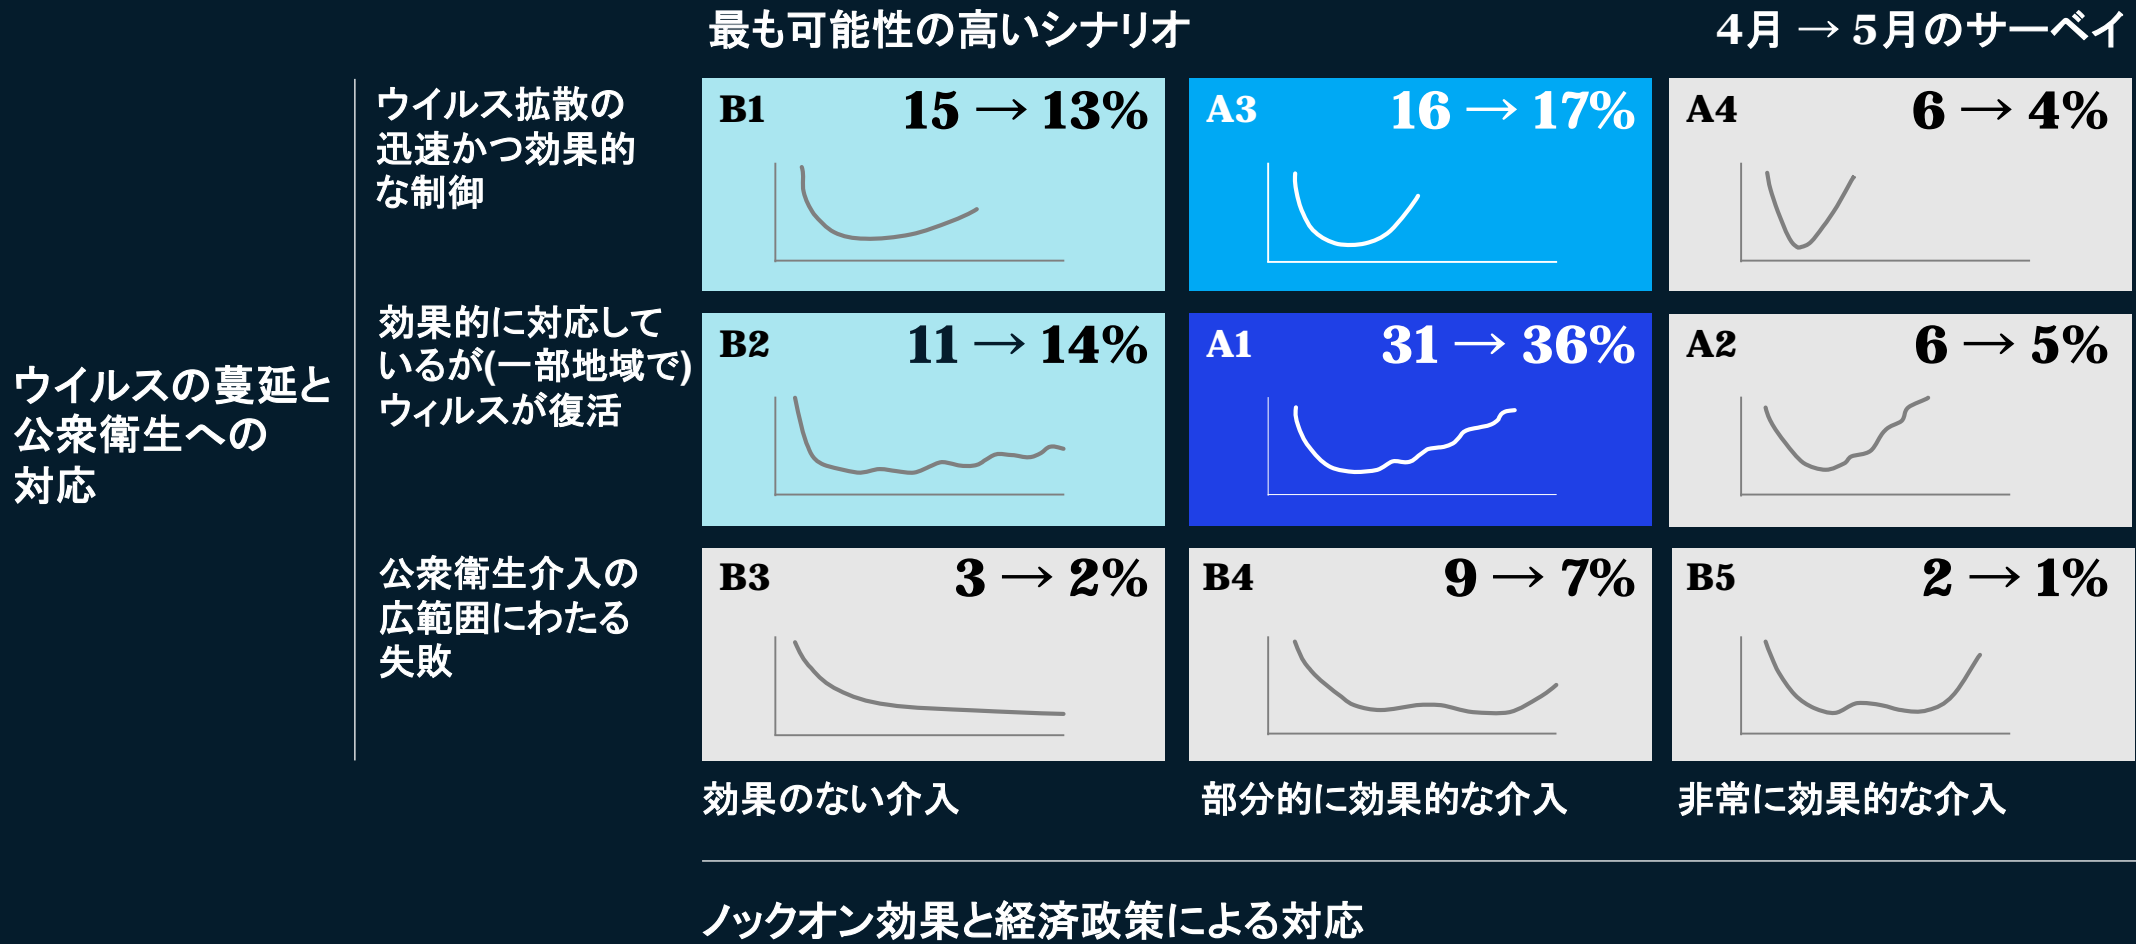 最も可能性の高いシナリオ
4月 → 5月のサーベイ
ウイルス拡散の
迅速かつ効果的
な制御
B1 15 → 13%
A3 16 → 17%
A4 6 → 4%
ウイルスの蔓延と
公衆衛生への
対応
効果的に対応して
いるが(一部地域で)
ウィルスが復活
B2 11 → 14%
A1 31 → 36%
A2 6 → 5%
公衆衛生介入の
広範囲にわたる
失敗
B3 3 → 2%
B4 9 → 7%
B5 2 → 1%
効果のない介入
部分的に効果的な介入
非常に効果的な介入
ノックオン効果と経済政策による対応